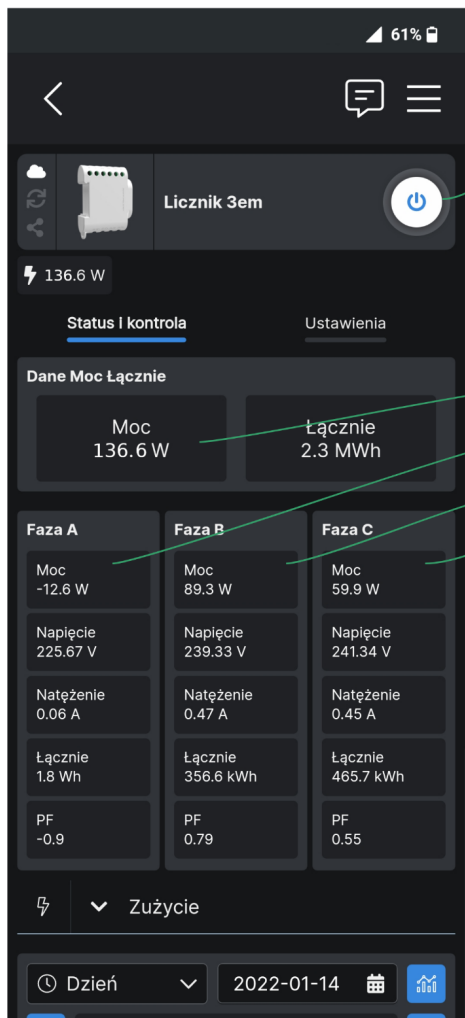 61%
Licznik 3em
136.6 W
Status i kontrola
Ustawienia
Dane Moc Łącznie
Moc
136.6 W
Łącznie
2.3 MWh
Faza A
Moc
-12.6 W
Napięcie
225.67 V
Natężenie
0.06 A
Łącznie
1.8 Wh
PF
-0.9
Faza B
Moc
89.3 W
Napięcie
239.33 V
Natężenie
0.47 A
Łącznie
356.6 kWh
PF
0.79
Faza C
Moc
59.9 W
Napięcie
241.34 V
Natężenie
0.45 A
Łącznie
465.7 kWh
PF
0.55
Zużycie
Dzień
2022-01-14